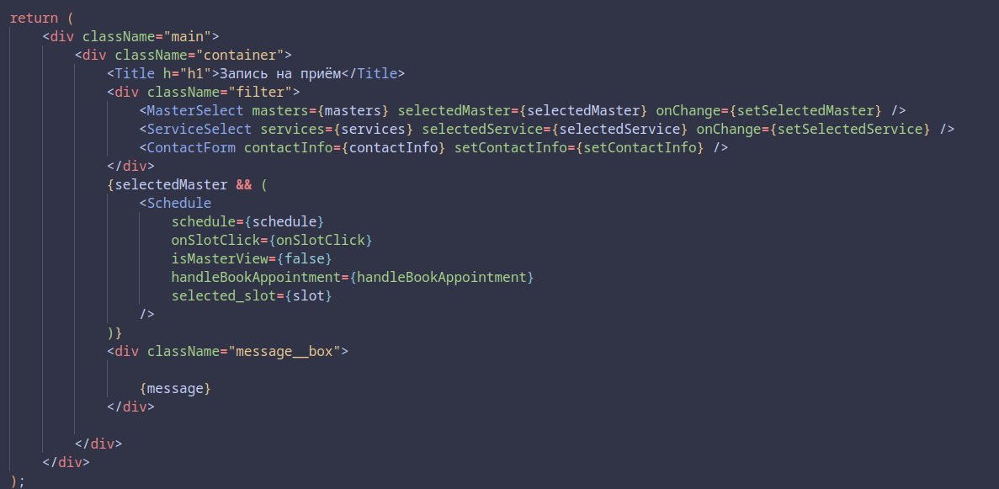 return (
    <div className="main">
        <div className="container">
            <Title h="h1">Запись на приём</Title>
            <div className="filter">
                <MasterSelect masters={masters} selectedMaster={selectedMaster} onChange={setSelectedMaster} />
                <ServiceSelect services={services} selectedService={selectedService} onChange={setSelectedService} />
                <ContactForm contactInfo={contactInfo} setContactInfo={setContactInfo} />
            </div>
            {selectedMaster && (
                <Schedule
                    schedule={schedule}
                    onSlotClick={onSlotClick}
                    isMasterView={false}
                    handleBookAppointment={handleBookAppointment}
                    selected_slot={slot}
                />
            )}
            <div className="message__box">
                {message}
            </div>
        </div>
    </div>
);